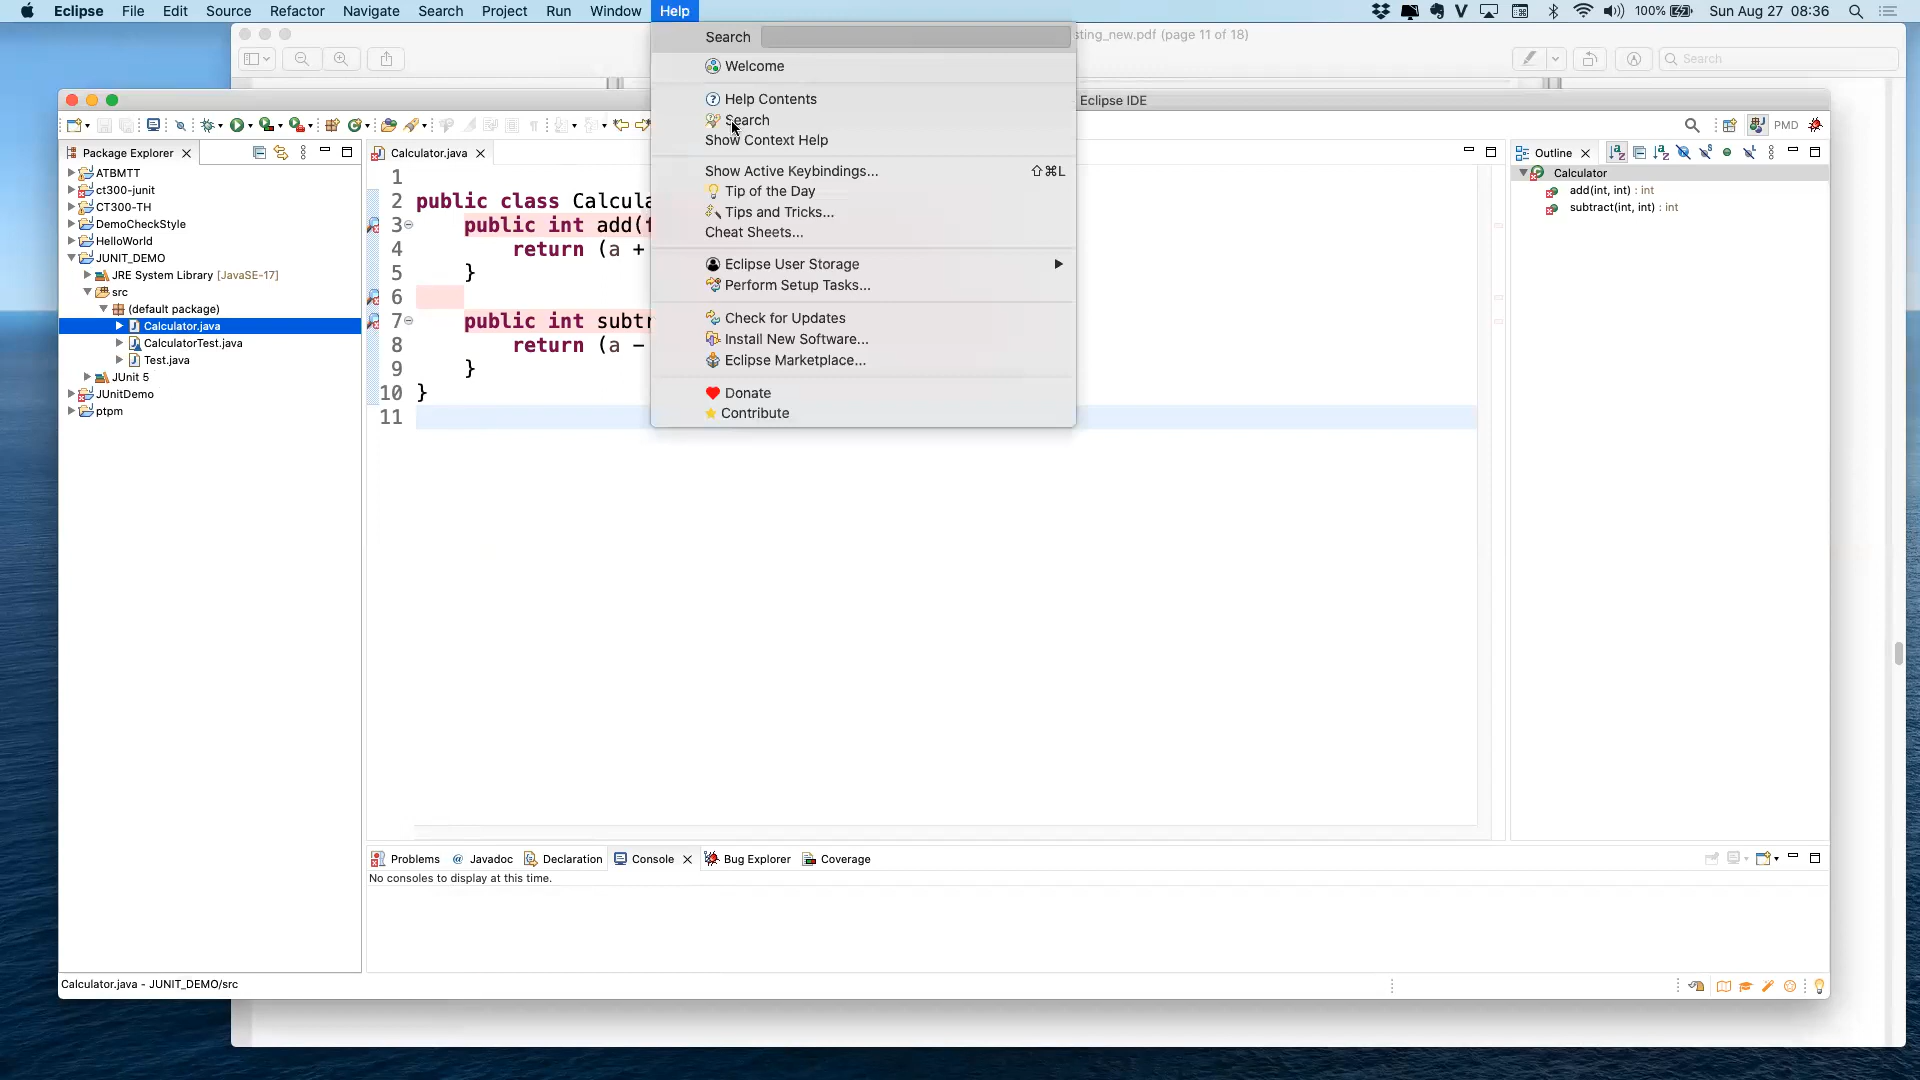 Eclipse File Edit Source Refactor Navigate Search Project Run Window Help V 100% Sun Aug 27 08:36
sting_new.pdf (page 11 of 18)
Search
Eclipse IDE
PMD
Search
Welcome
Help Contents
Search
Show Context Help
Show Active Keybindings... ⇧⌘L
Tip of the Day
Tips and Tricks...
Cheat Sheets...
Eclipse User Storage
Perform Setup Tasks...
Check for Updates
Install New Software...
Eclipse Marketplace...
Donate
Contribute
Package Explorer
ATBMTT
ct300-junit
CT300-TH
DemoCheckStyle
HelloWorld
JUNIT_DEMO
JRE System Library [JavaSE-17]
src
(default package)
Calculator.java
CalculatorTest.java
Test.java
JUnit 5
JUnitDemo
ptpm
Calculator.java
1
2 public class Calcula
3 public int add(
4 return (a +
5 }
6
7 public int subtr
8 return (a -
9 }
10 }
11
Outline
Calculator
add(int, int) : int
subtract(int, int) : int
Problems @ Javadoc Declaration Console Bug Explorer Coverage
No consoles to display at this time.
Calculator.java - JUNIT_DEMO/src